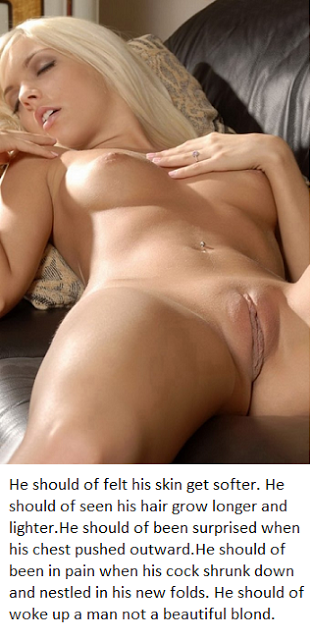 He should of felt his skin get softer. He
should of seen his hair grow longer and
lighter.He should of been surprised when
his chest pushed outward.He should of
been in pain when his cock shrunk down
and nestled in his new folds. He should of
woke up a man not a beautiful blond.